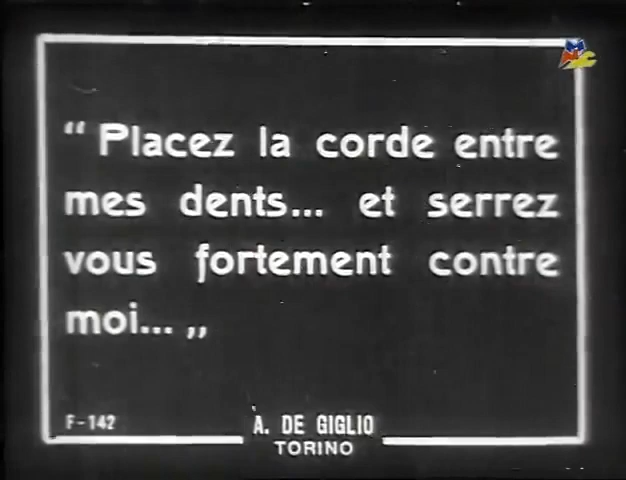 “ Placez la corde entre
mes dents... et serrez
vous fortement contre
moi... „
F-142
A. DE GIGLIO
TORINO